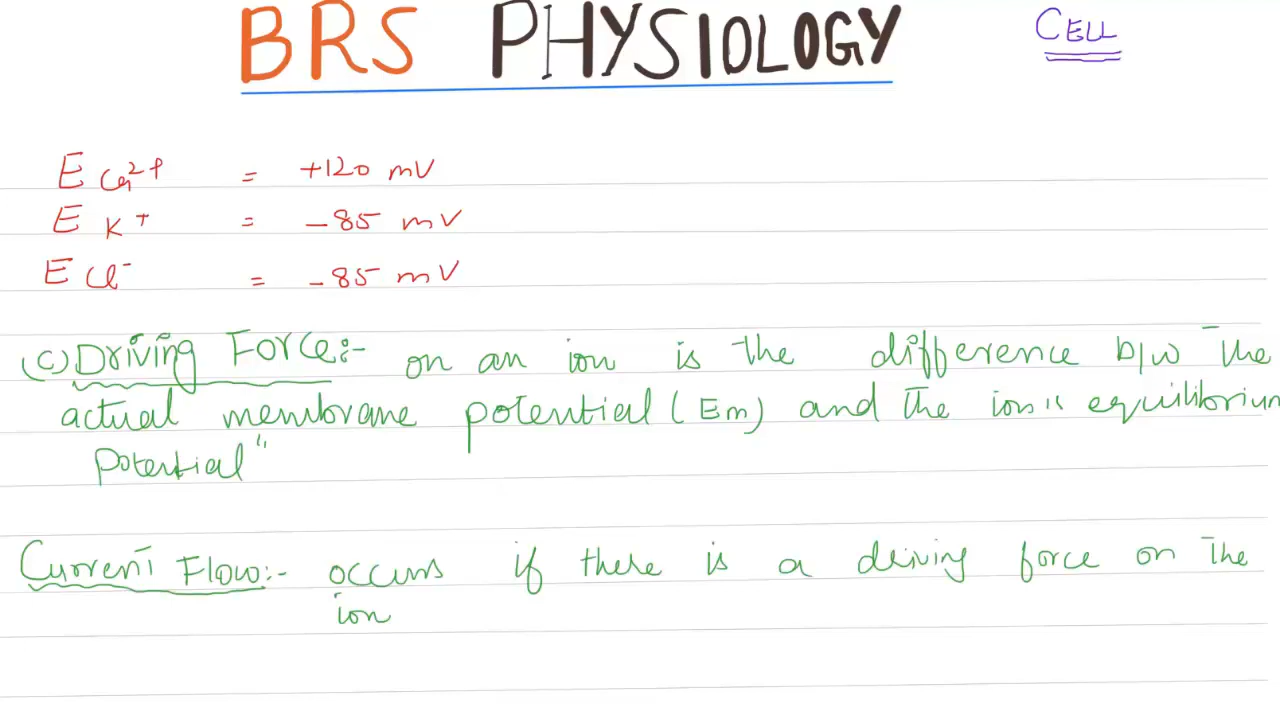 BRS PHYSIOLOGY
CELL
E Ca2+ = +120 mV
E K+ = -85 mV
E Cl- = -85 mV
(c) Driving Force:- on an ion is the difference b/w the
actual membrane potential (Em) and the ion's equilibrium
potential"
Current Flow:- occurs if there is a driving force on the
ion